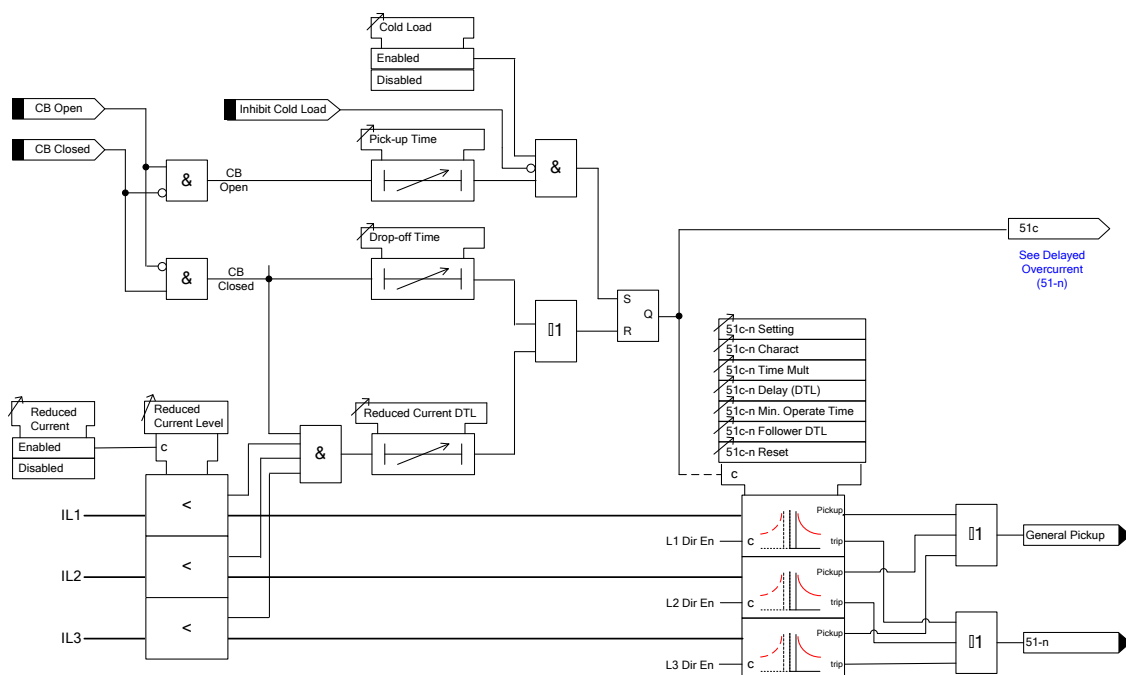 Cold Load
Enabled
Disabled
CB Open
Inhibit Cold Load
CB Closed
Pick-up Time
&
CB
Open
&
Drop-off Time
&
CB
Closed
51c
See Delayed
Overcurrent
(51-n)
S
Q
R
▯1
51c-n Setting
51c-n Charact
51c-n Time Mult
51c-n Delay (DTL)
51c-n Min. Operate Time
51c-n Follower DTL
51c-n Reset
c
Reduced
Current
Enabled
Disabled
Reduced
Current Level
c
Reduced Current DTL
&
<
<
<
IL1
IL2
IL3
L1 Dir En
c
Pickup
trip
L2 Dir En
c
Pickup
trip
L3 Dir En
c
Pickup
trip
▯1
General Pickup
▯1
51-n